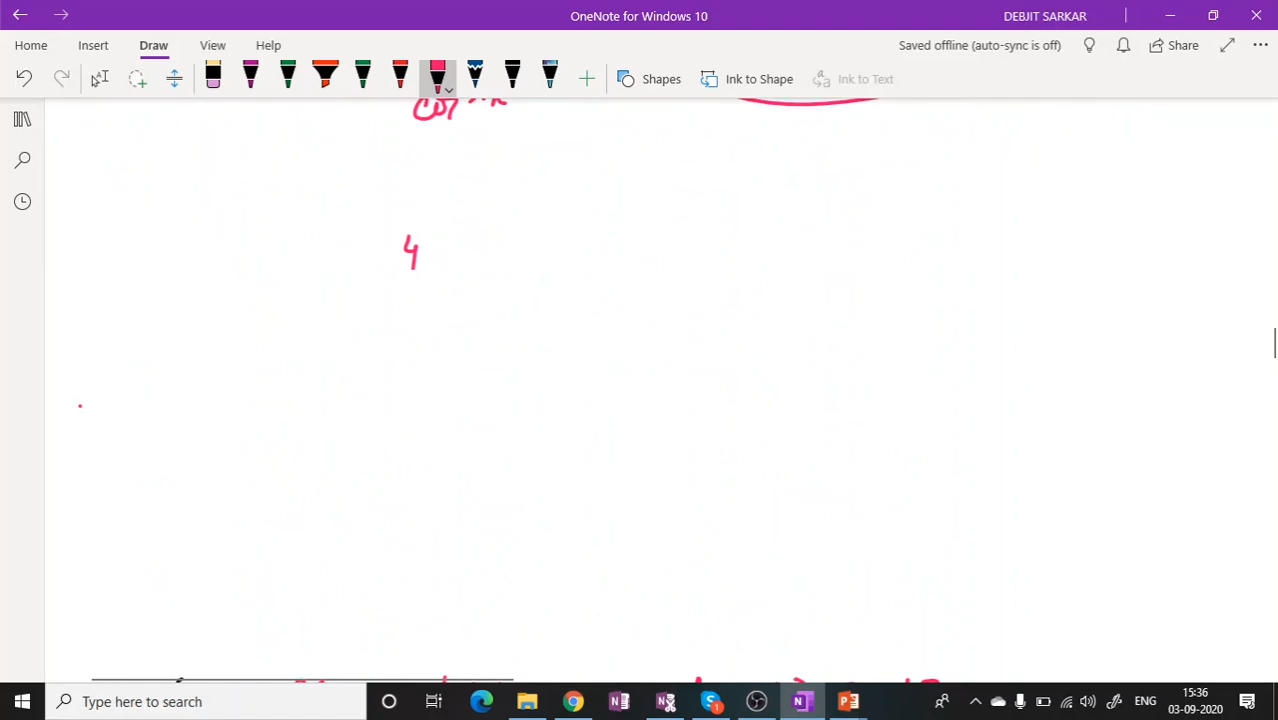 OneNote for Windows 10
DEBJIT SARKAR
Home Insert Draw View Help
Saved offline (auto-sync is off)
Share
Shapes
Ink to Shape
Ink to Text
4
Type here to search
1
ENG
15:36
03-09-2020